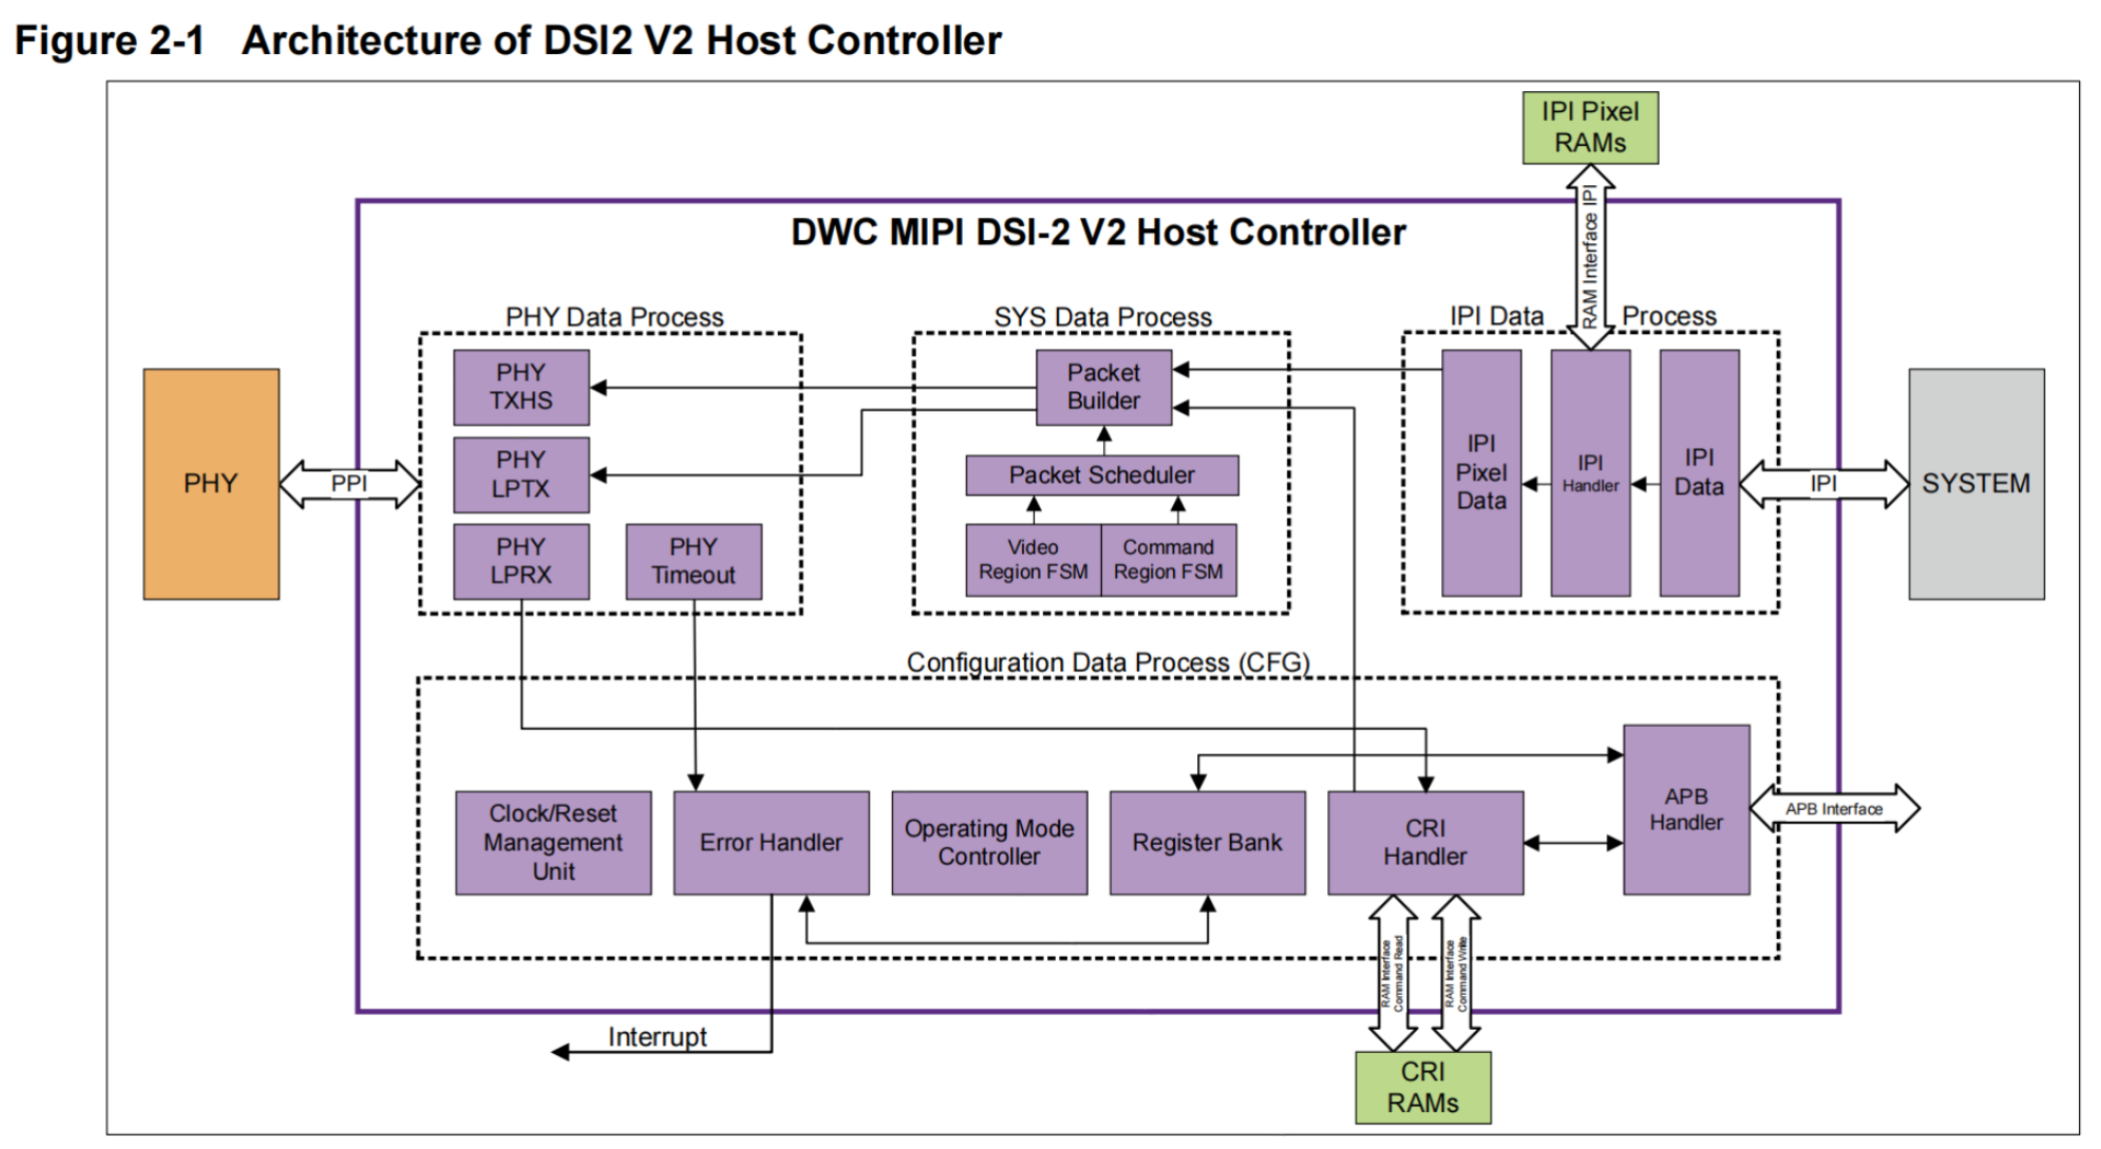 Figure 2-1 Architecture of DSI2 V2 Host Controller
IPI Pixel
RAMs
RAM Interface IPI
DWC MIPI DSI-2 V2 Host Controller
PHY Data Process
SYS Data Process
IPI Data Process
PHY
PPI
PHY
TXHS
PHY
LPTX
PHY
LPRX
PHY
Timeout
Packet
Builder
Packet Scheduler
Video
Region FSM
Command
Region FSM
IPI
Pixel
Data
IPI
Handler
IPI
Data
IPI
SYSTEM
Configuration Data Process (CFG)
Clock/Reset
Management
Unit
Error Handler
Operating Mode
Controller
Register Bank
CRI
Handler
APB
Handler
APB Interface
RAM Interface
Command Read
RAM Interface
Command Write
Interrupt
CRI
RAMs